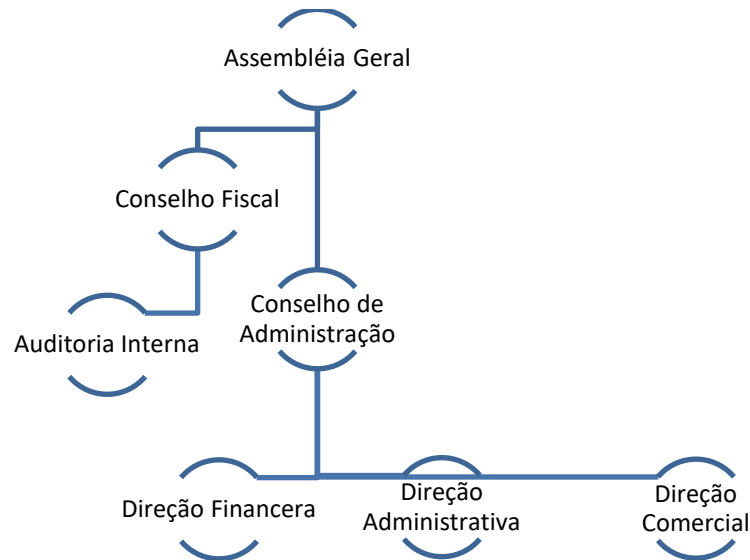 Assembléia Geral
Conselho Fiscal
Conselho de
Administração
Auditoria Interna
Direção Financera
Direção
Administrativa
Direção
Comercial